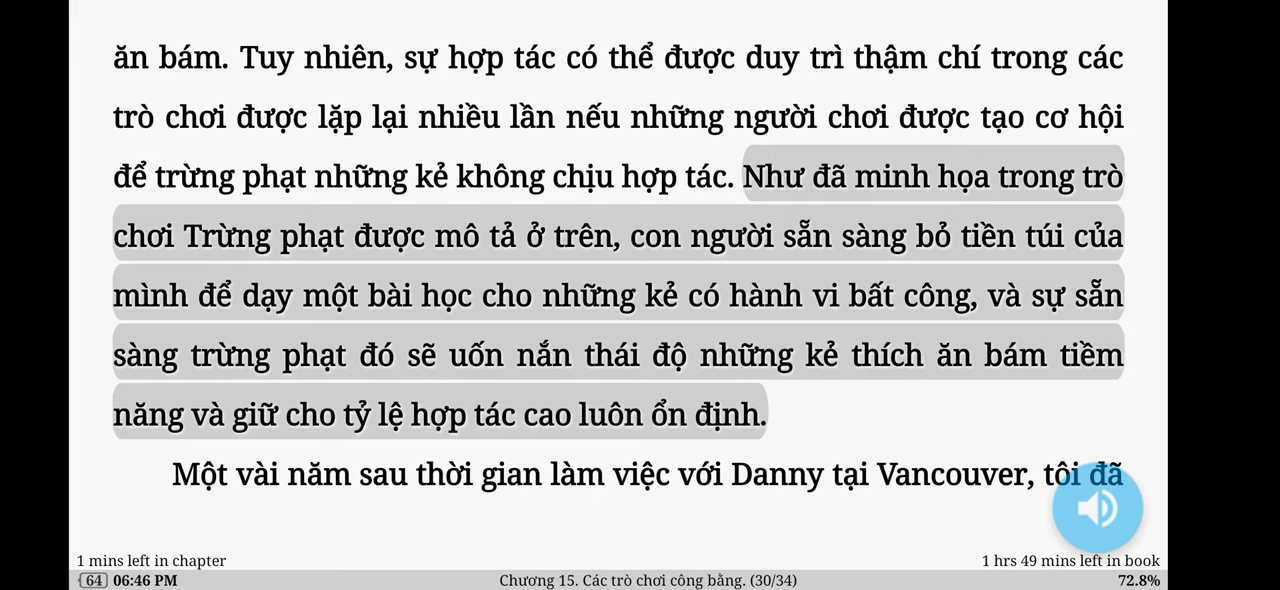 ăn bám. Tuy nhiên, sự hợp tác có thể được duy trì thậm chí trong các
trò chơi được lặp lại nhiều lần nếu những người chơi được tạo cơ hội
để trừng phạt những kẻ không chịu hợp tác. Như đã minh họa trong trò
chơi Trừng phạt được mô tả ở trên, con người sẵn sàng bỏ tiền túi của
mình để dạy một bài học cho những kẻ có hành vi bất công, và sự sẵn
sàng trừng phạt đó sẽ uốn nắn thái độ những kẻ thích ăn bám tiềm
năng và giữ cho tỷ lệ hợp tác cao luôn ổn định.
Một vài năm sau thời gian làm việc với Danny tại Vancouver, tôi đã
1 mins left in chapter 1 hrs 49 mins left in book
64 06:46 PM Chương 15. Các trò chơi công bằng. (30/34) 72.8%